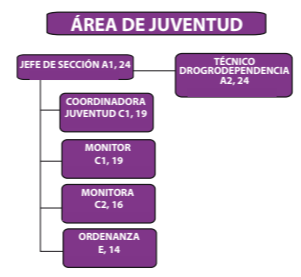 ÁREA DE JUVENTUD
JEFE DE SECCIÓN A1, 24
TÉCNICO
DROGRODEPENDENCIA
A2, 24
COORDINADORA
JUVENTUD C1, 19
MONITOR
C1, 19
MONITORA
C2, 16
ORDENANZA
E, 14